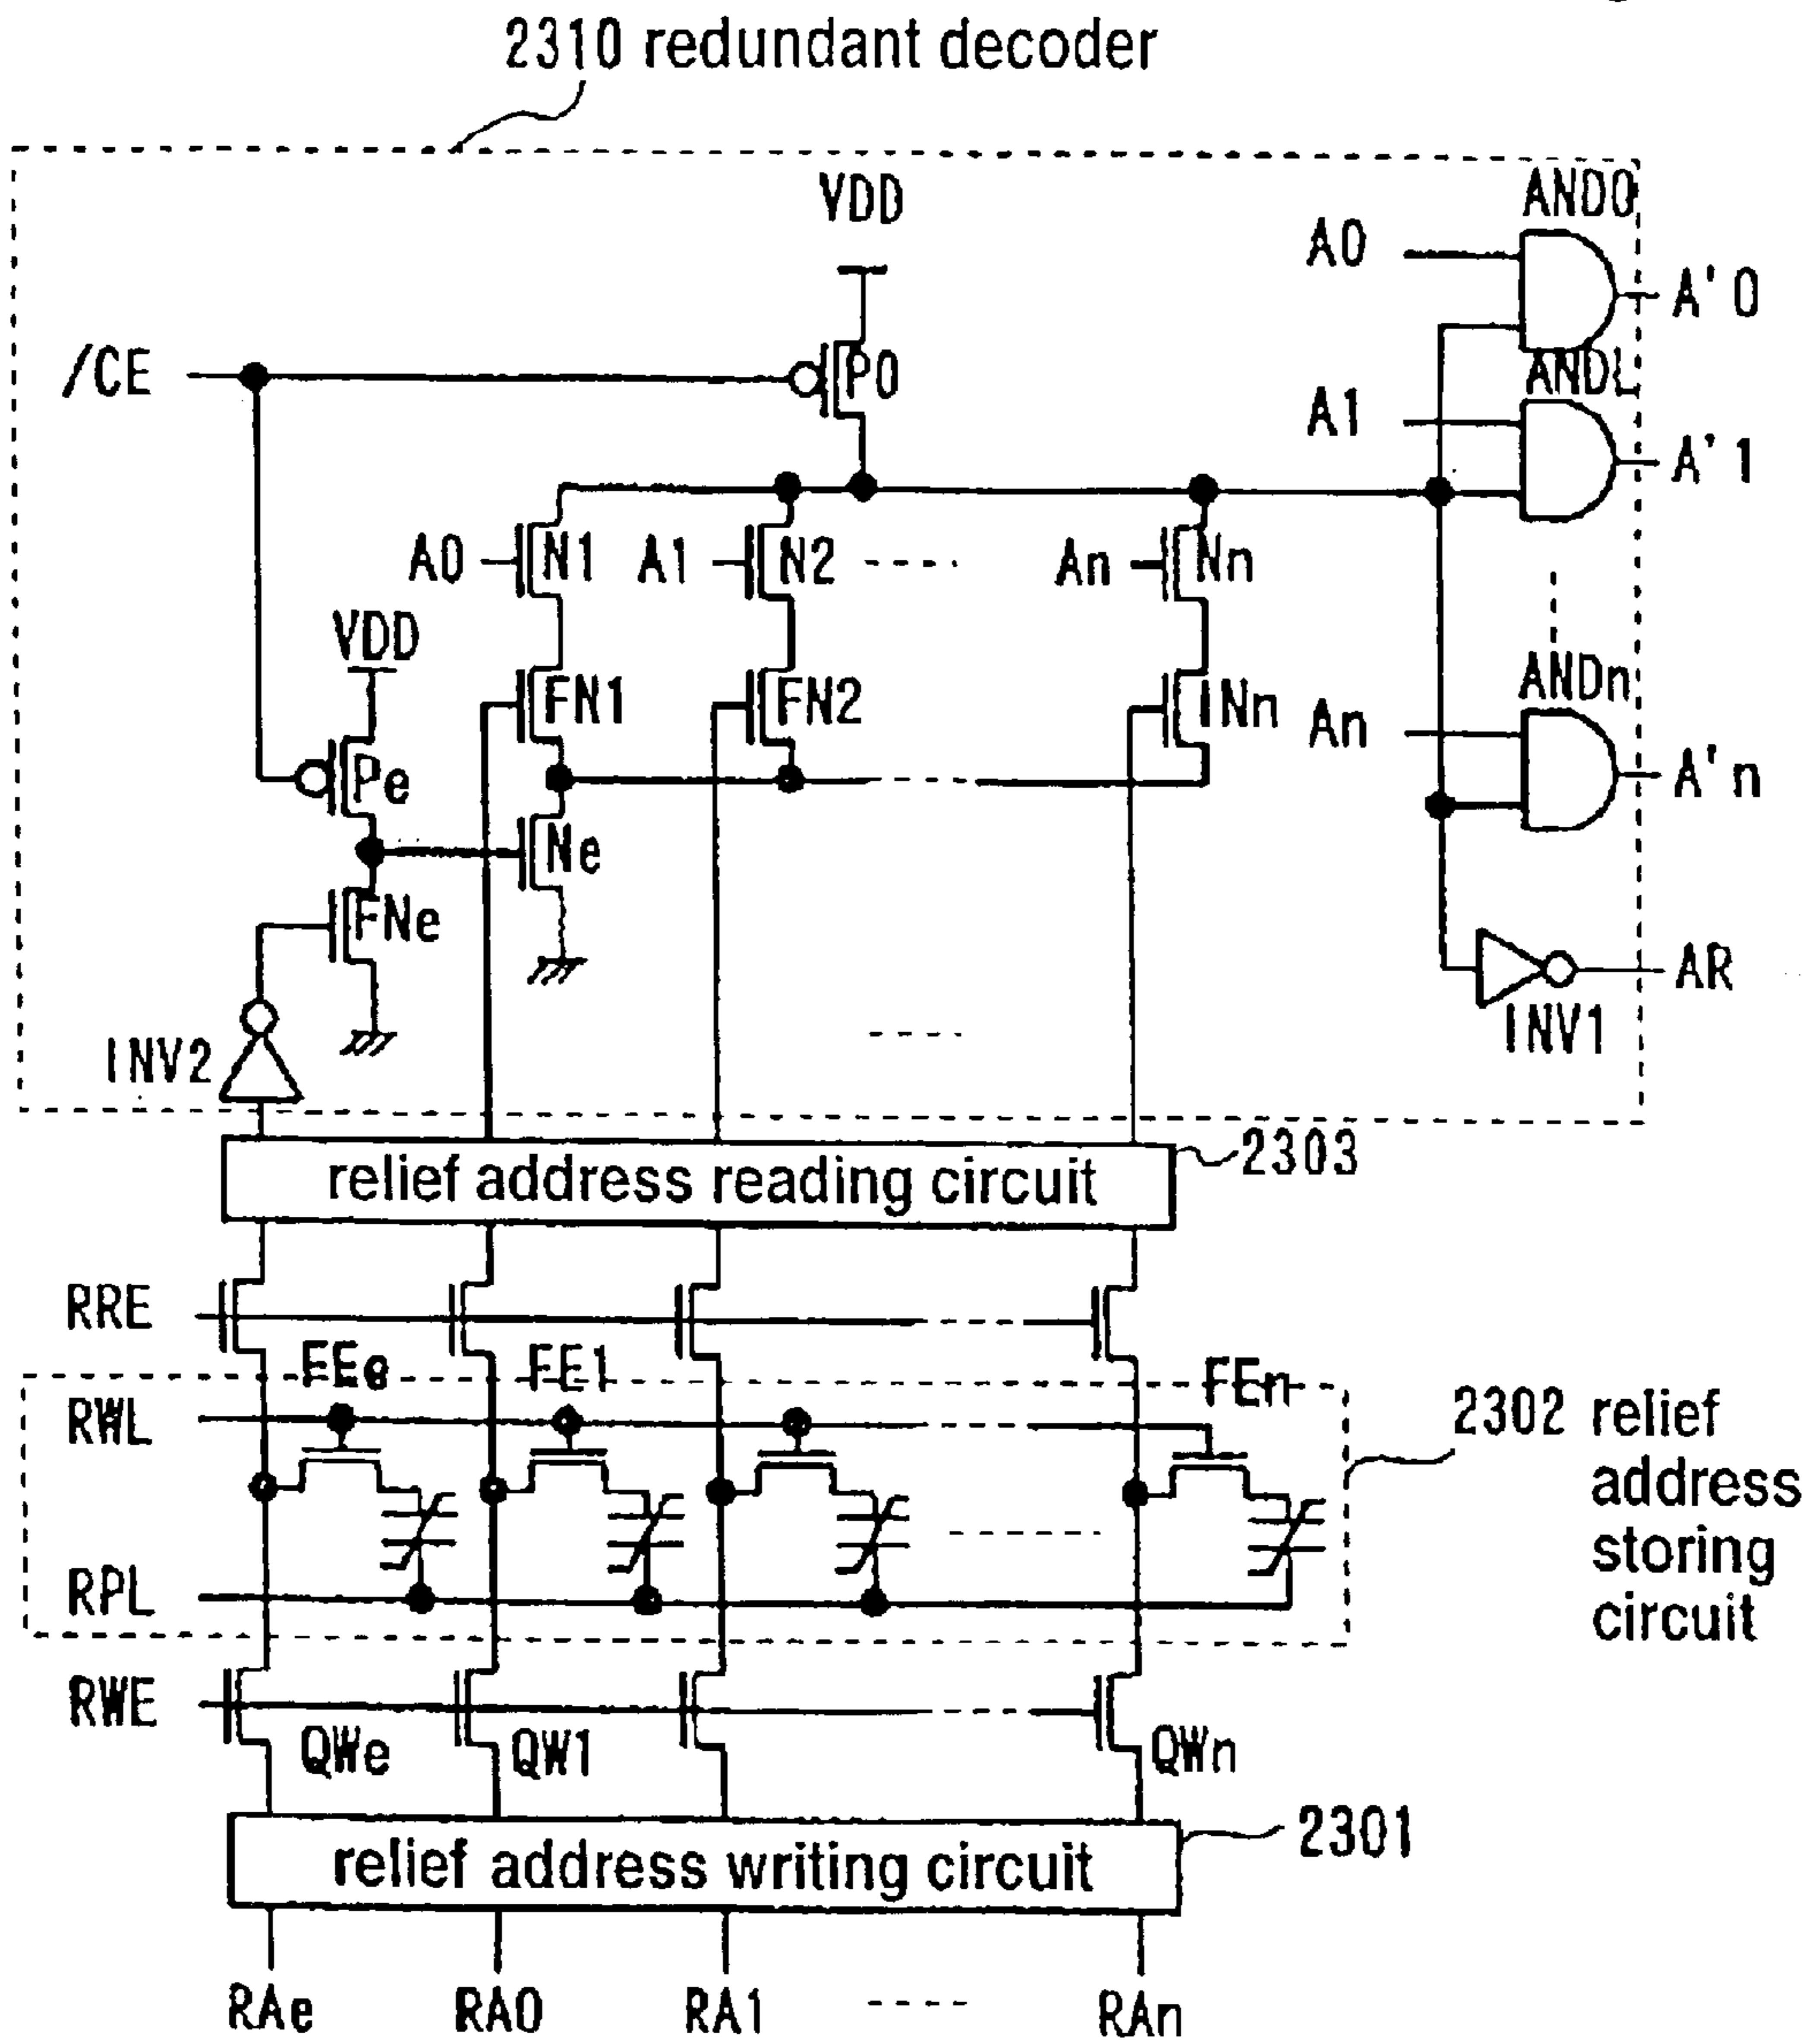 2310 redundant decoder
VDD
AND0
A0
A'0
/CE
P0
ANDL
A1
A'1
A0
N1
A1
N2
An
Nn
VDD
ANDn
FN1
FN2
INn
An
A'n
Pe
Ne
FNe
AR
INV2
INV1
relief address reading circuit
2303
RRE
FEe
FE1
FEn
RWL
2302 relief
address
storing
circuit
RPL
RWE
QWe
QW1
QWn
relief address writing circuit
2301
RAe
RA0
RA1
RAn